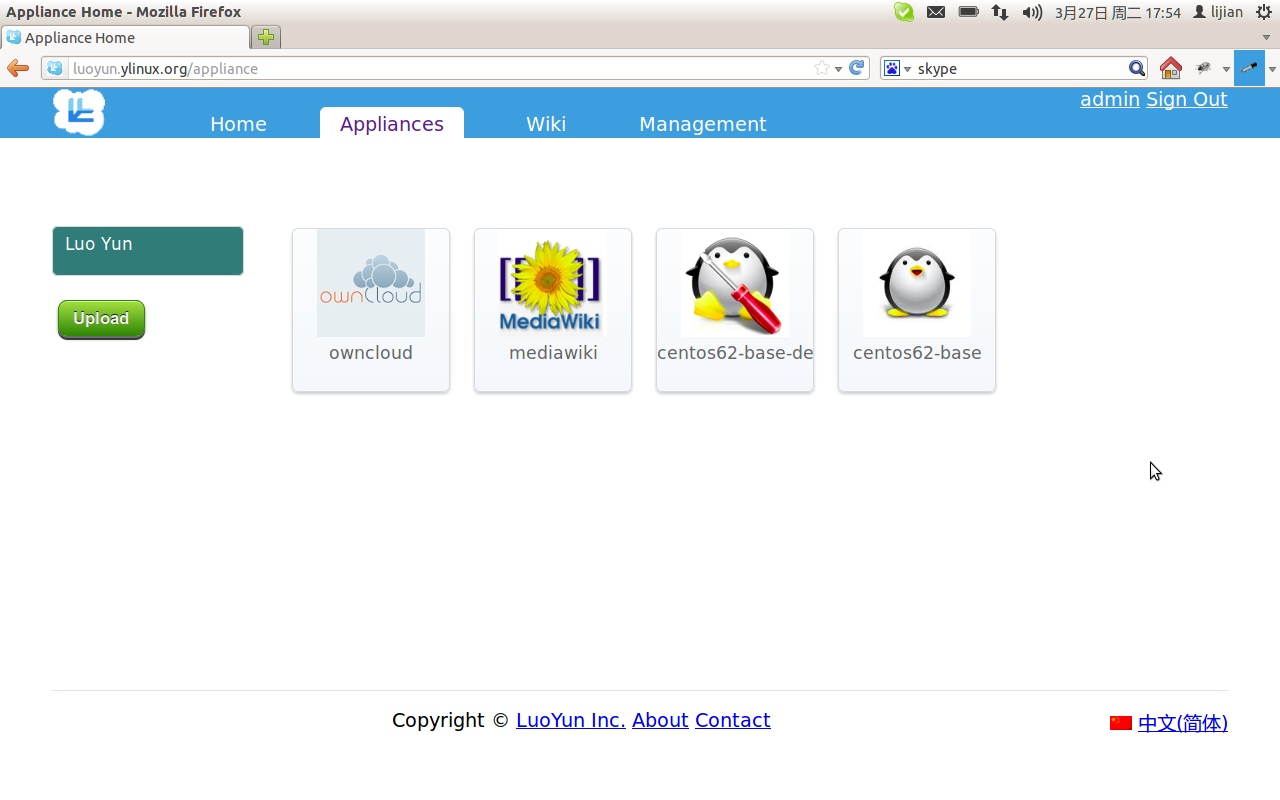 Appliance Home - Mozilla Firefox
3月27日 周二 17:54 lijian
Appliance Home
luoyun.ylinux.org/appliance
skype
admin Sign Out
Home Appliances Wiki Management
Luo Yun
Upload
ownCloud
[MediaWiki]
owncloud mediawiki centos62-base-de centos62-base
Copyright © LuoYun Inc. About Contact
中文(简体)